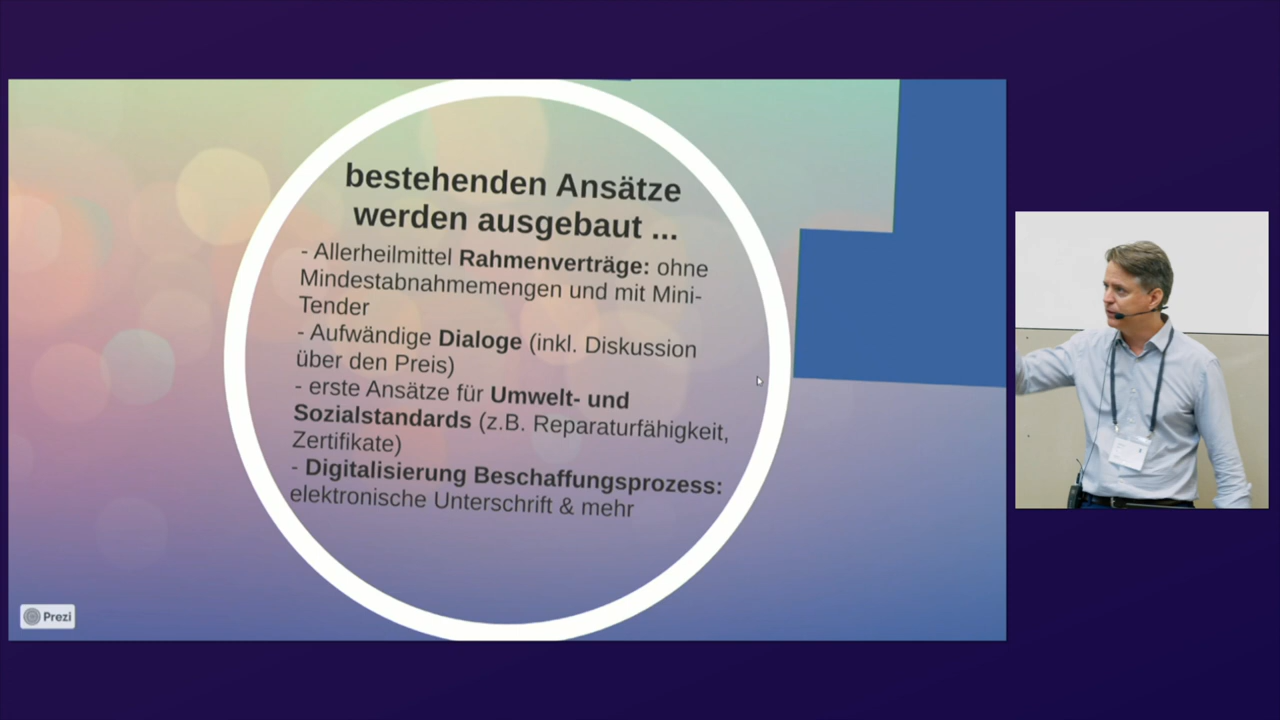 bestehenden Ansätze
werden ausgebaut ...
- Allerheilmittel Rahmenverträge: ohne
Mindestabnahmemengen und mit Mini-
Tender
- Aufwändige Dialoge (inkl. Diskussion
über den Preis)
- erste Ansätze für Umwelt- und
Sozialstandards (z.B. Reparaturfähigkeit,
Zertifikate)
- Digitalisierung Beschaffungsprozess:
elektronische Unterschrift & mehr
Prezi